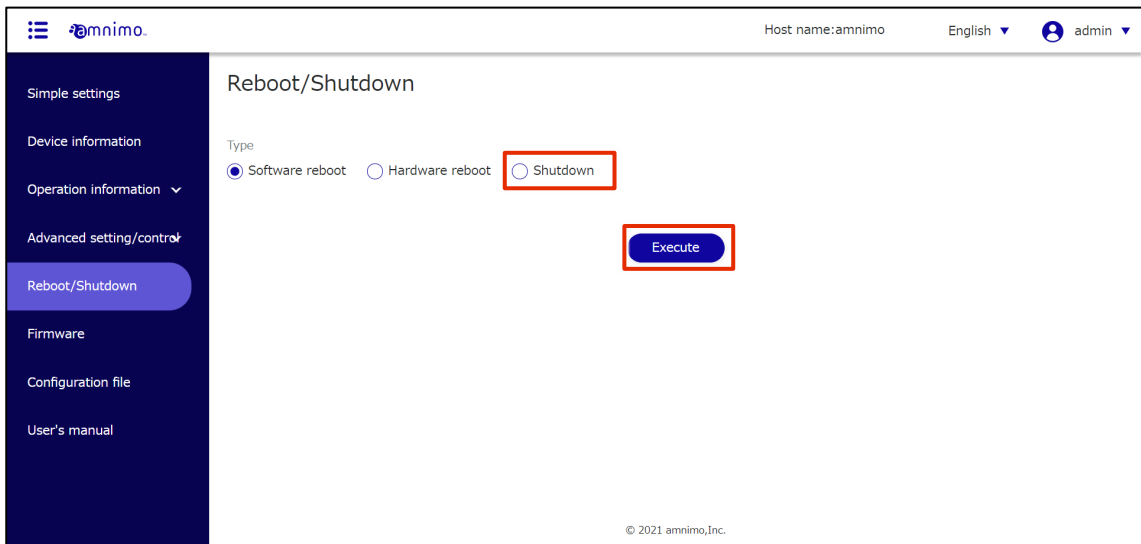 amnimo
Host name:amnimo
English
admin
Simple settings
Device information
Operation information
Advanced setting/control
Reboot/Shutdown
Firmware
Configuration file
User's manual
Reboot/Shutdown
Type
Software reboot Hardware reboot Shutdown
Execute
© 2021 amnimo,Inc.